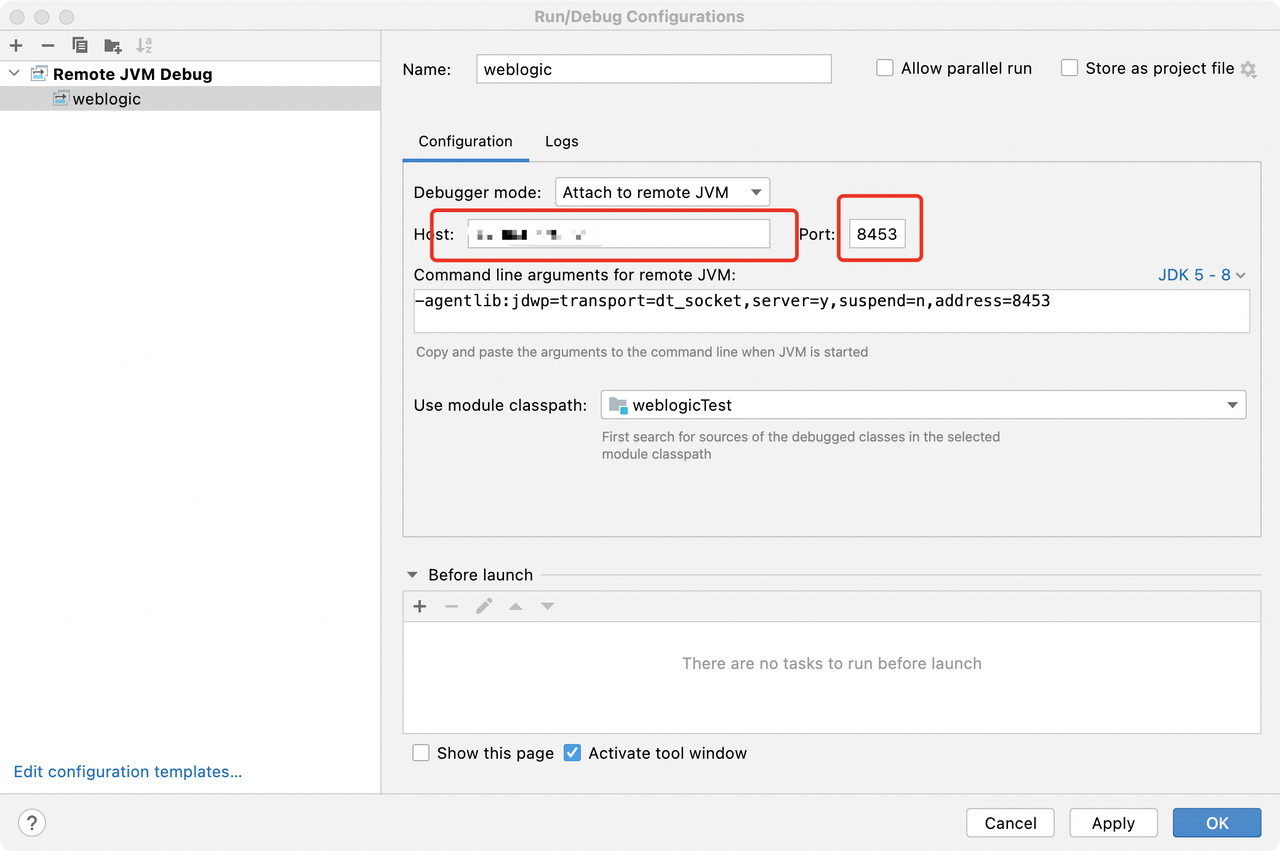 Run/Debug Configurations
Remote JVM Debug
weblogic
Edit configuration templates...
Name: weblogic
Allow parallel run
Store as project file
Configuration Logs
Debugger mode: Attach to remote JVM
Host: Port: 8453
Command line arguments for remote JVM: JDK 5 - 8
-agentlib:jdwp=transport=dt_socket,server=y,suspend=n,address=8453
Copy and paste the arguments to the command line when JVM is started
Use module classpath: weblogicTest
First search for sources of the debugged classes in the selected
module classpath
Before launch
There are no tasks to run before launch
Show this page Activate tool window
? Cancel Apply OK